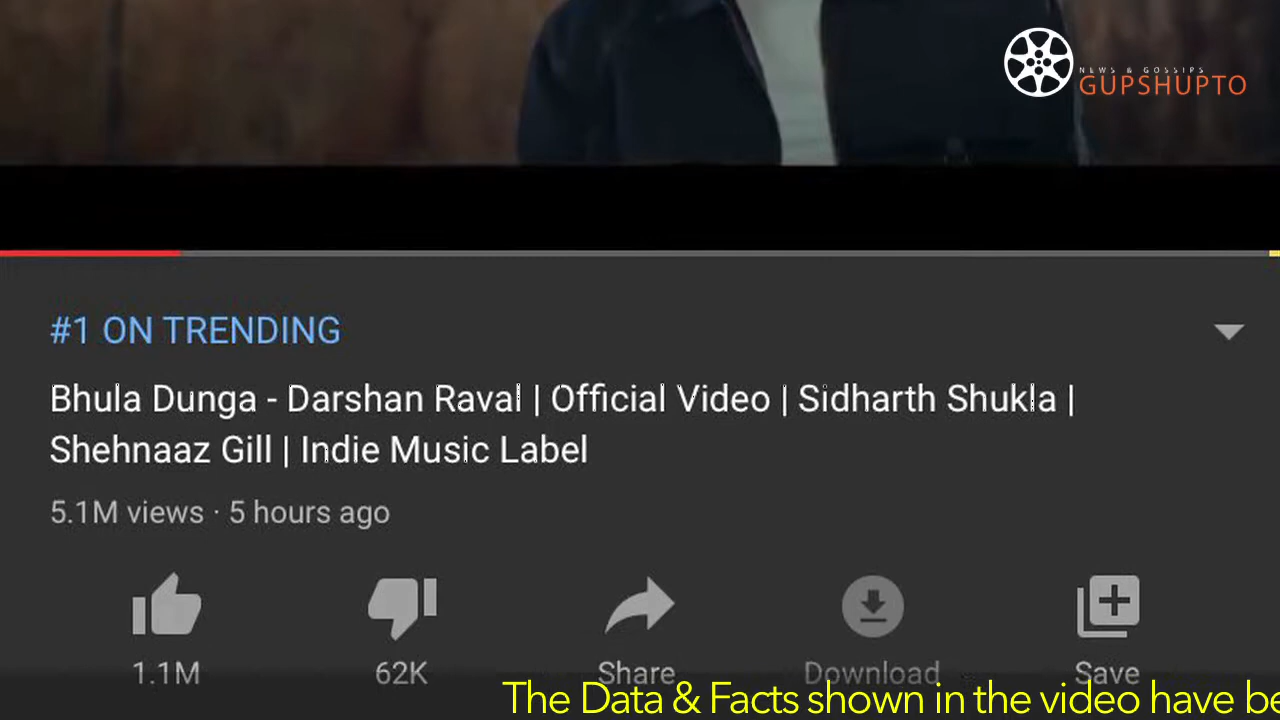 NEWS & GOSSIPS
GUPSHUPTO
#1 ON TRENDING
Bhula Dunga - Darshan Raval | Official Video | Sidharth Shukla |
Shehnaaz Gill | Indie Music Label
5.1M views · 5 hours ago
1.1M 62K Share Download Save
The Data & Facts shown in the video have be